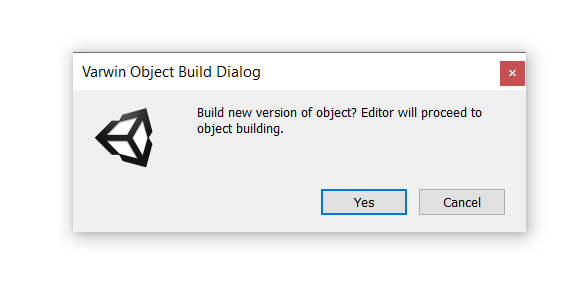 Varwin Object Build Dialog
Build new version of object? Editor will proceed to
object building.
Yes
Cancel